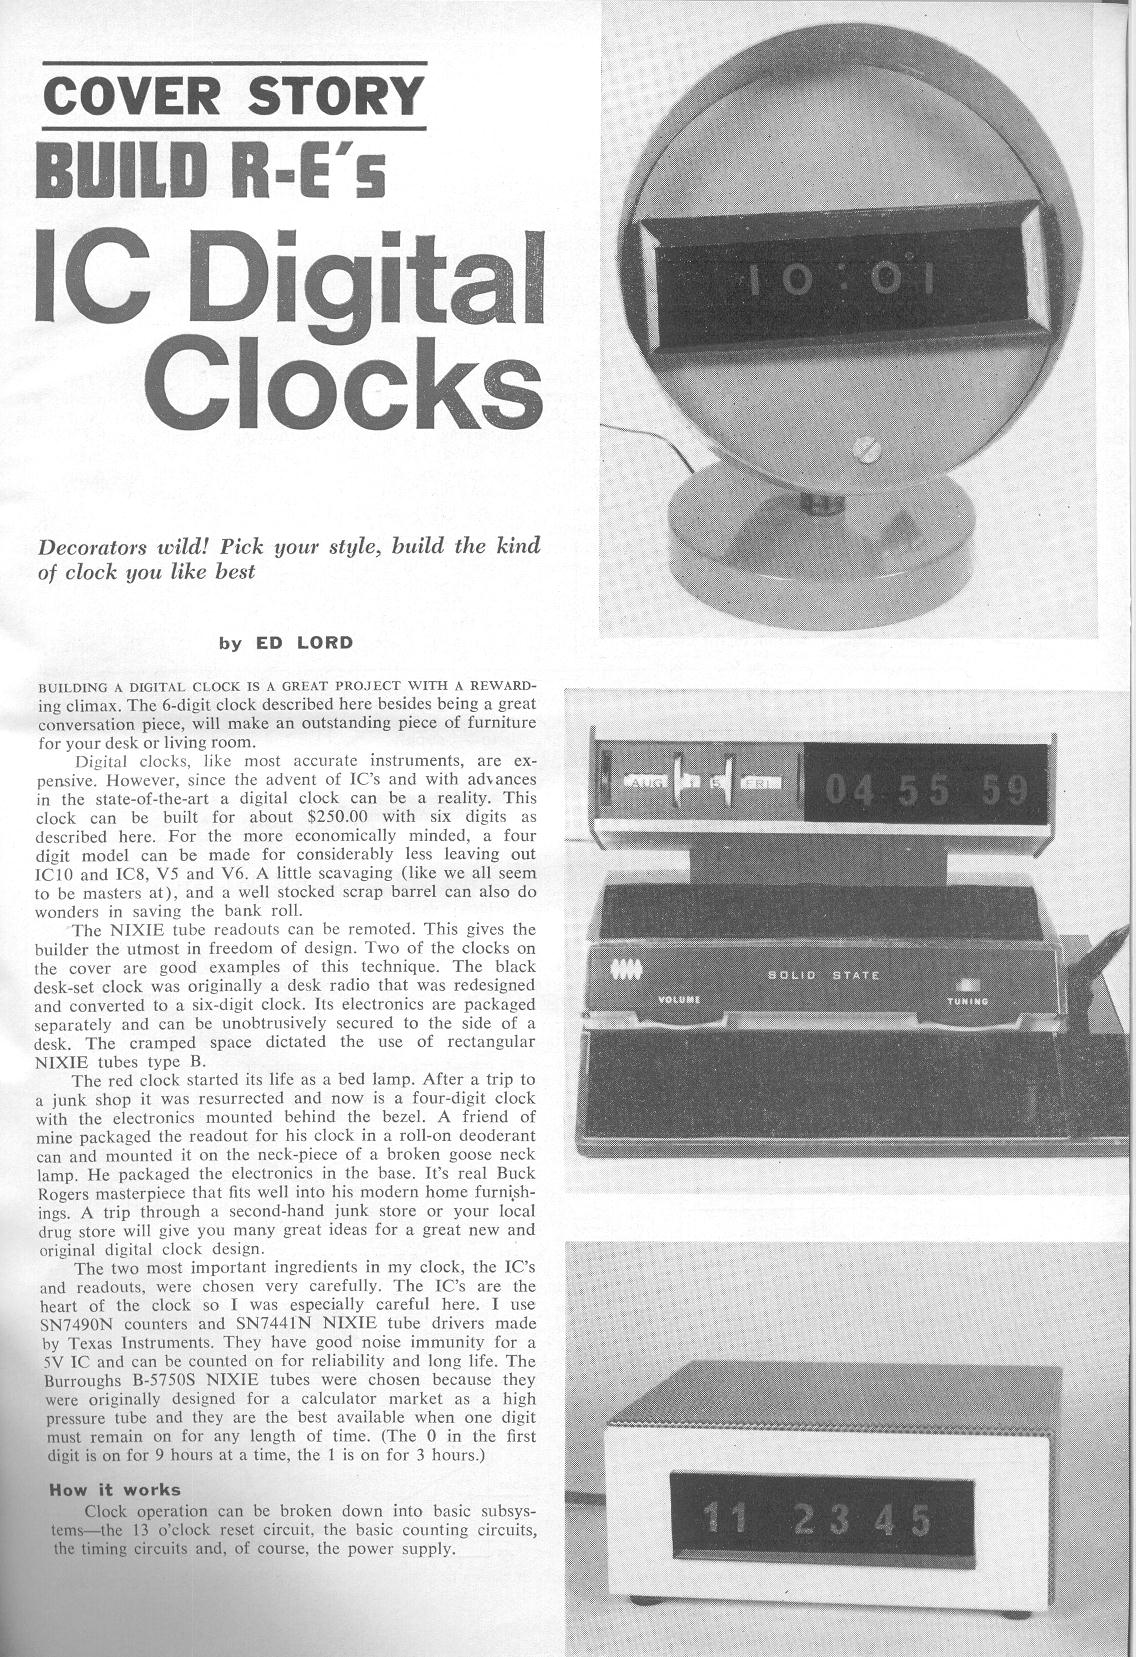 COVER STORY
BUILD R-E's
IC Digital
Clocks
Decorators wild! Pick your style, build the kind
of clock you like best
by ED LORD
BUILDING A DIGITAL CLOCK IS A GREAT PROJECT WITH A REWARD-
ing climax. The 6-digit clock described here besides being a great
conversation piece, will make an outstanding piece of furniture
for your desk or living room.
Digital clocks, like most accurate instruments, are ex-
pensive. However, since the advent of IC's and with advances
in the state-of-the-art a digital clock can be a reality. This
clock can be built for about $250.00 with six digits as
described here. For the more economically minded, a four
digit model can be made for considerably less leaving out
IC10 and IC8, V5 and V6. A little scavaging (like we all seem
to be masters at), and a well stocked scrap barrel can also do
wonders in saving the bank roll.
The NIXIE tube readouts can be remoted. This gives the
builder the utmost in freedom of design. Two of the clocks on
the cover are good examples of this technique. The black
desk-set clock was originally a desk radio that was redesigned
and converted to a six-digit clock. Its electronics are packaged
separately and can be unobtrusively secured to the side of a
desk. The cramped space dictated the use of rectangular
NIXIE tubes type B.
The red clock started its life as a bed lamp. After a trip to
a junk shop it was resurrected and now is a four-digit clock
with the electronics mounted behind the bezel. A friend of
mine packaged the readout for his clock in a roll-on deoderant
can and mounted it on the neck-piece of a broken goose neck
lamp. He packaged the electronics in the base. It's real Buck
Rogers masterpiece that fits well into his modern home furnish-
ings. A trip through a second-hand junk store or your local
drug store will give you many great ideas for a great new and
original digital clock design.
The two most important ingredients in my clock, the IC's
and readouts, were chosen very carefully. The IC's are the
heart of the clock so I was especially careful here. I use
SN7490N counters and SN7441N NIXIE tube drivers made
by Texas Instruments. They have good noise immunity for a
5V IC and can be counted on for reliability and long life. The
Burroughs B-5750S NIXIE tubes were chosen because they
were originally designed for a calculator market as a high
pressure tube and they are the best available when one digit
must remain on for any length of time. (The 0 in the first
digit is on for 9 hours at a time, the 1 is on for 3 hours.)
How it works
Clock operation can be broken down into basic subsys-
tems—the 13 o'clock reset circuit, the basic counting circuits,
the timing circuits and, of course, the power supply.
10:01
AUG 1 5 FRI 04 55 59
SOLID STATE
VOLUME TUNING
11 23 45